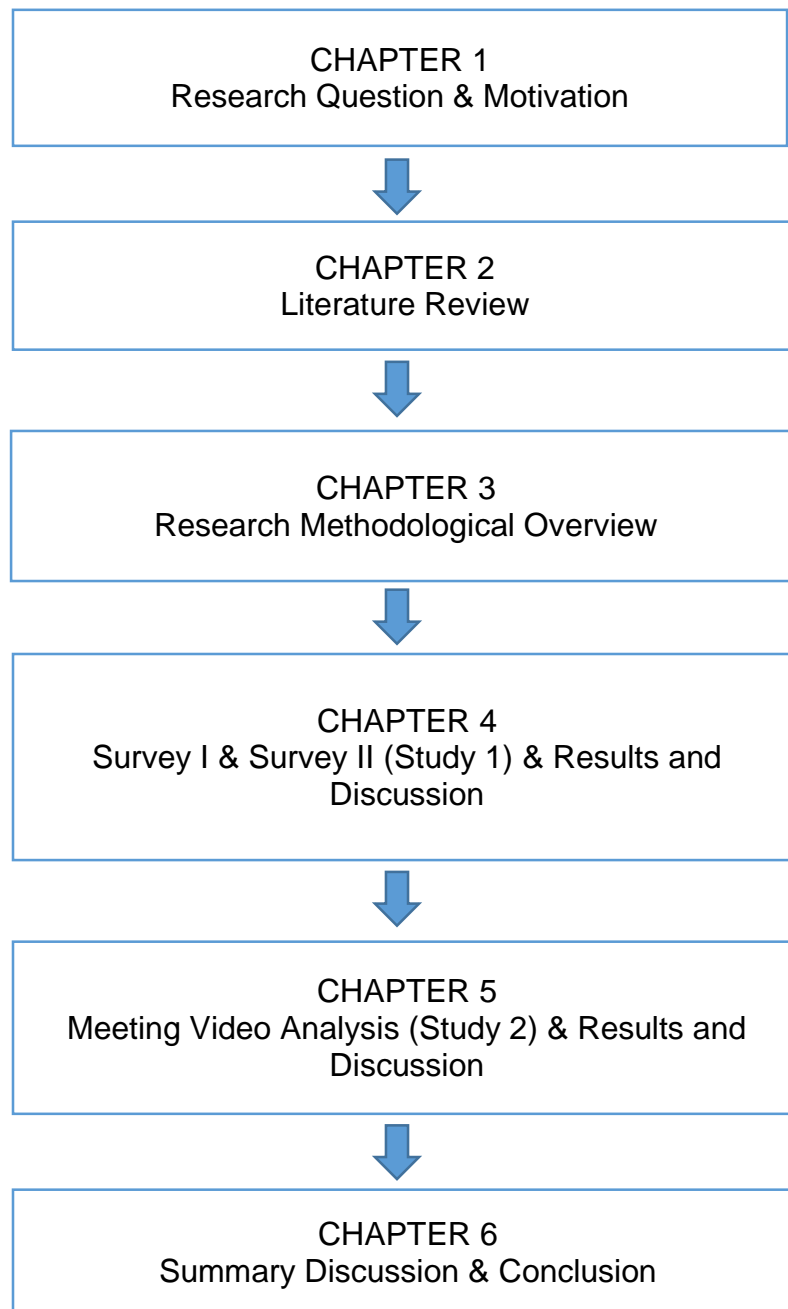 CHAPTER 1
Research Question & Motivation
CHAPTER 2
Literature Review
CHAPTER 3
Research Methodological Overview
CHAPTER 4
Survey I & Survey II (Study 1) & Results and
Discussion
CHAPTER 5
Meeting Video Analysis (Study 2) & Results and
Discussion
CHAPTER 6
Summary Discussion & Conclusion